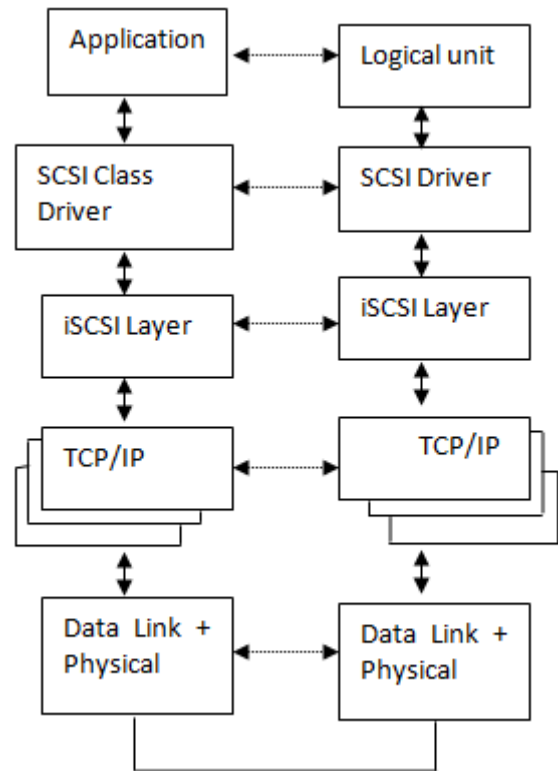 Application
Logical unit
SCSI Class
Driver
SCSI Driver
iSCSI Layer
iSCSI Layer
TCP/IP
TCP/IP
Data Link +
Physical
Data Link +
Physical